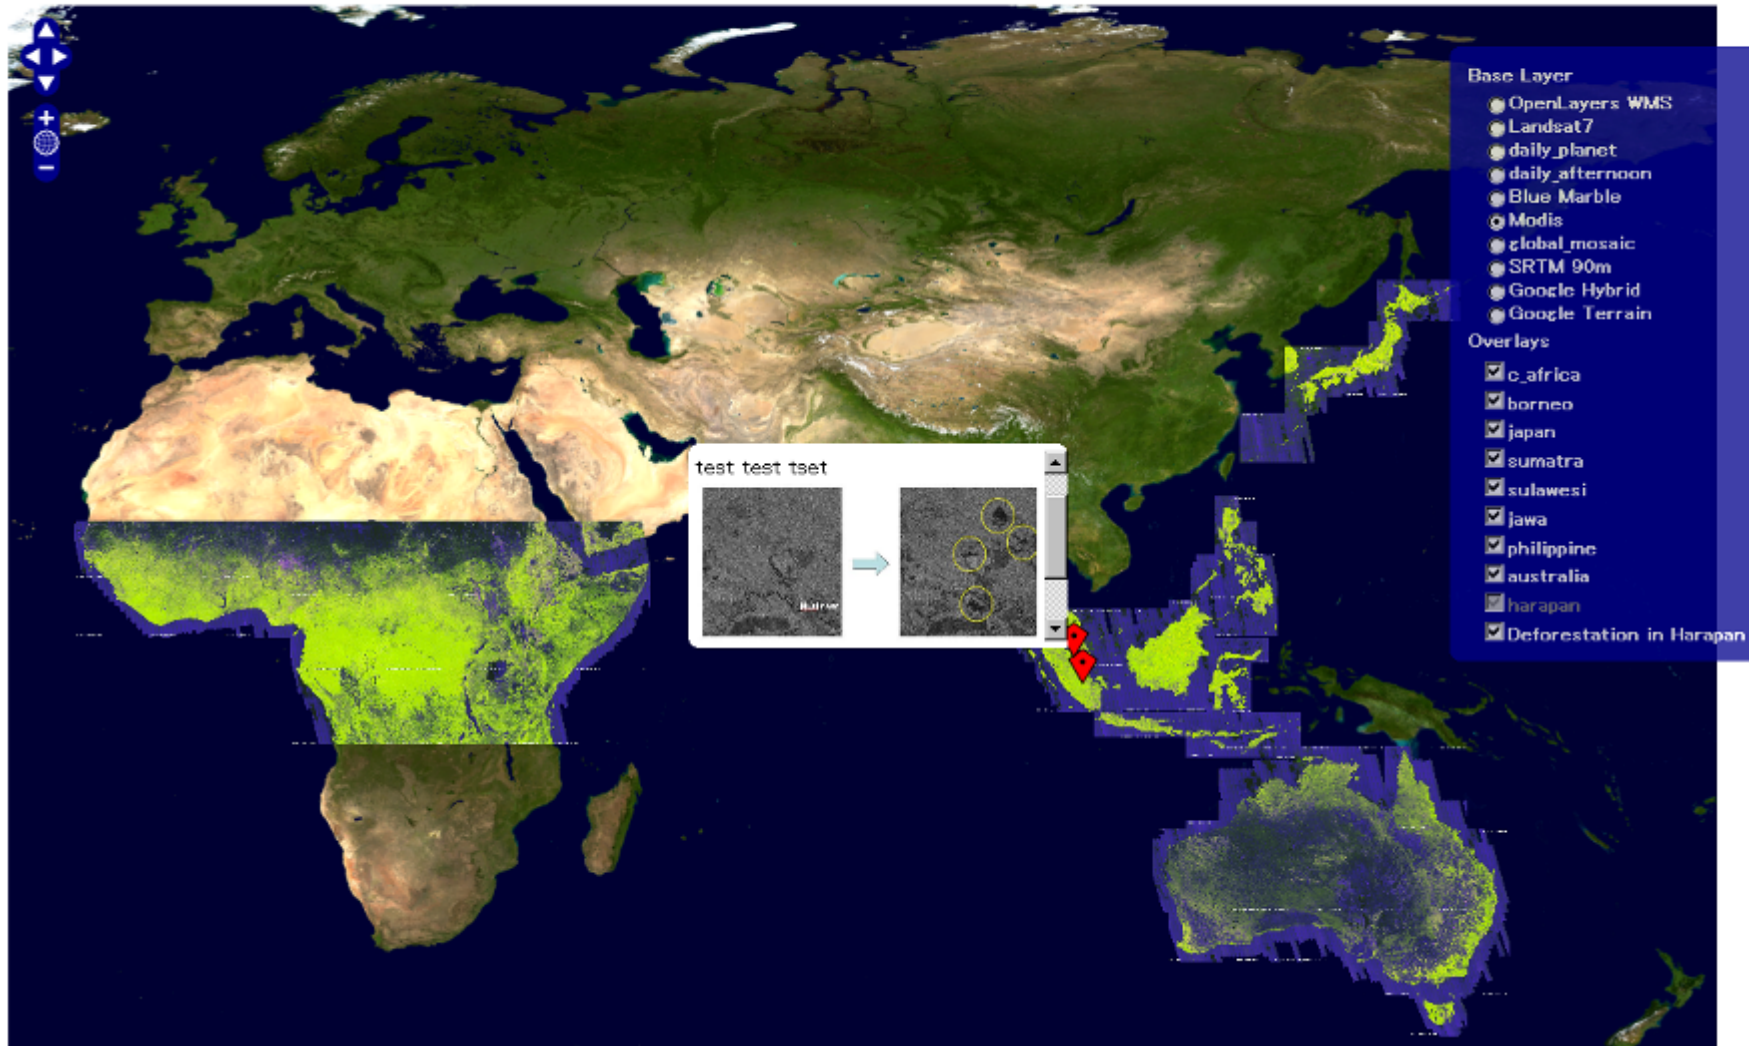 Base Layer
OpenLayers WMS
Landsat7
daily_planet
daily_afternoon
Blue Marble
Modis
global_mosaic
SRTM 90m
Google Hybrid
Google Terrain
Overlays
c_africa
borneo
japan
sumatra
sulawesi
jawa
philippine
australia
harapan
Deforestation in Harapan
test test tset